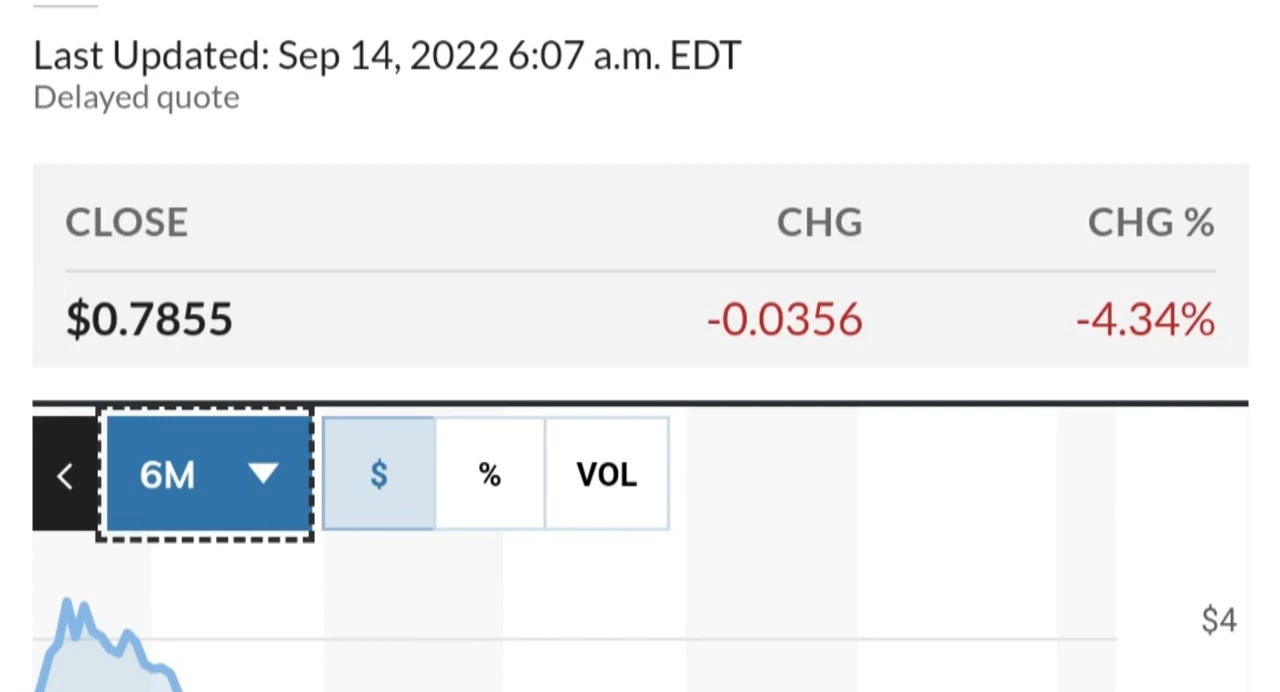 Last Updated: Sep 14, 2022 6:07 a.m. EDT
Delayed quote
CLOSE CHG CHG %
$0.7855 -0.0356 -4.34%
6M $ % VOL
$4